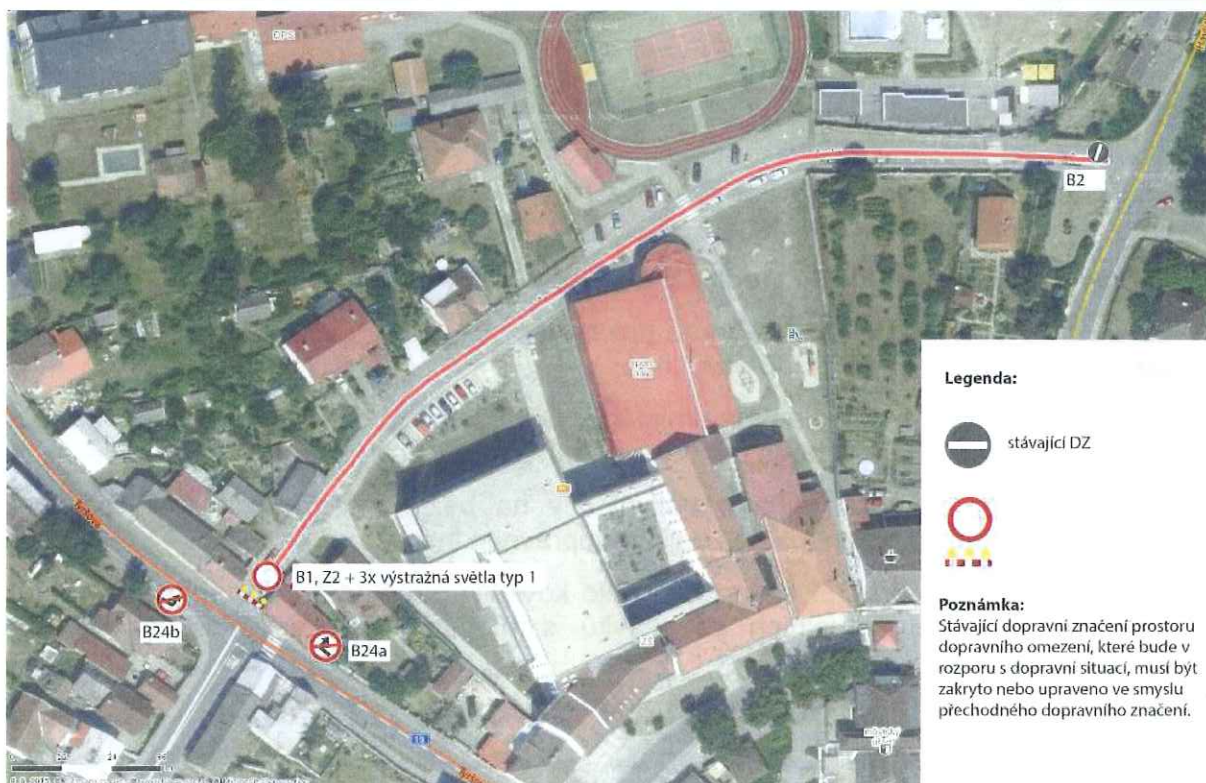 B2
B1, Z2 + 3x výstražná světla typ 1
B24b
B24a
19
Legenda:
stávající DZ
Poznámka:
Stávající dopravní značení prostoru
dopravního omezení, které bude v
rozporu s dopravní situací, musí být
zakryto nebo upraveno ve smyslu
přechodného dopravního značení.